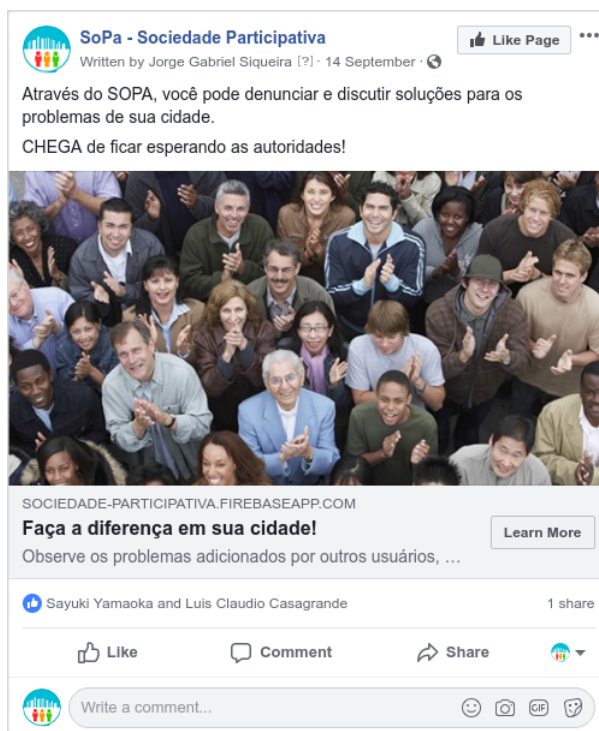 SoPa - Sociedade Participativa
Like Page
Written by Jorge Gabriel Siqueira [?] · 14 September ·
Através do SOPA, você pode denunciar e discutir soluções para os
problemas de sua cidade.
CHEGA de ficar esperando as autoridades!
SOCIEDADE-PARTICIPATIVA.FIREBASEAPP.COM
Faça a diferença em sua cidade!
Learn More
Observe os problemas adicionados por outros usuários, …
Sayuki Yamaoka and Luis Claudio Casagrande
1 share
Like
Comment
Share
Write a comment...
GIF